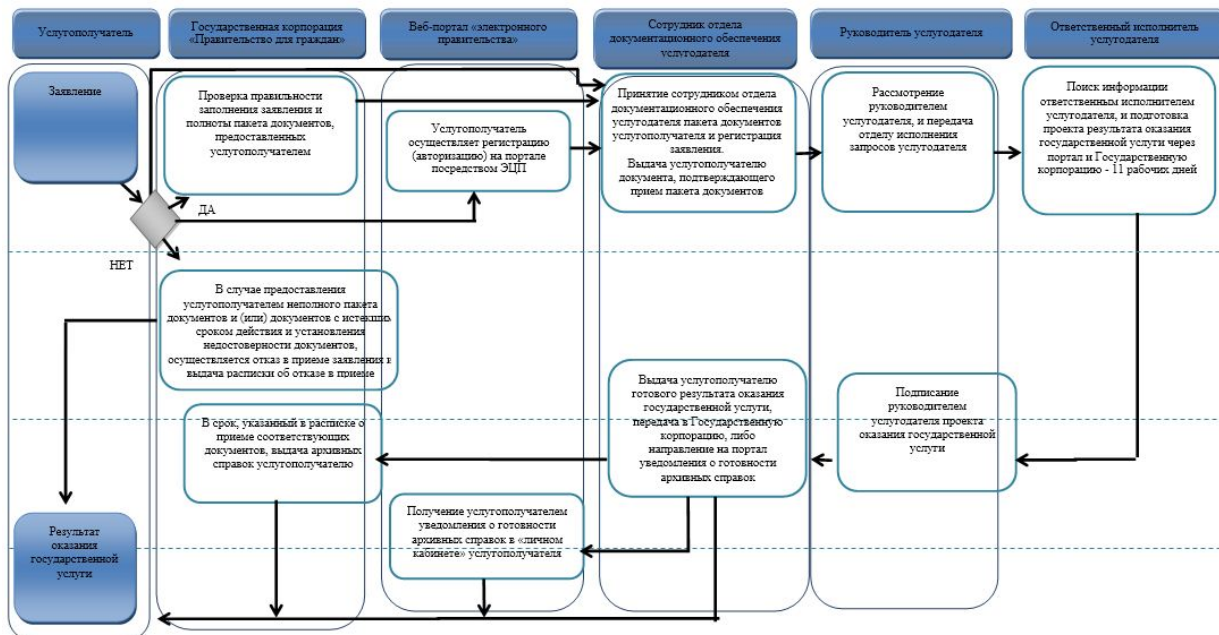 Услугополучатель
Государственная корпорация
«Правительство для граждан»
Веб-портал «электронного
правительства»
Сотрудник отдела
документационного обеспечения
услугодателя
Руководитель услугодателя
Ответственный исполнитель
услугодателя
Заявление
Проверка правильности
заполнения заявления и
полноты пакета документов,
предоставленных
услугополучателем
Услугополучатель
осуществляет регистрацию
(авторизацию) на портале
посредством ЭЦП
Принятие сотрудником отдела
документационного обеспечения
услугодателя пакета документов
услугополучателя и регистрация
заявления.
Выдача услугополучателю
документа, подтверждающего
прием пакета документов
Рассмотрение
руководителем
услугодателя, и передача
отделу исполнения
запросов услугодателя
Поиск информации
ответственным исполнителем
услугодателя, и подготовка
проекта результата оказания
государственной услуги через
портал и Государственную
корпорацию - 11 рабочих дней
ДА
НЕТ
В случае предоставления
услугополучателем неполного пакета
документов и (или) документов с истекшим
сроком действия и установления
недостоверности документов,
осуществляется отказ в приеме заявления и
выдача расписки об отказе в приеме
В срок, указанный в расписке о
приеме соответствующих
документов, выдача архивных
справок услугополучателю
Выдача услугополучателю
готового результата оказания
государственной услуги,
передача в Государственную
корпорацию, либо
направление на портал
уведомления о готовности
архивных справок
Подписание
руководителем
услугодателя проекта
оказания государственной
услуги
Получение услугополучателем
уведомления о готовности
архивных справок в «личном
кабинете» услугополучателя
Результат
оказания
государственной
услуги